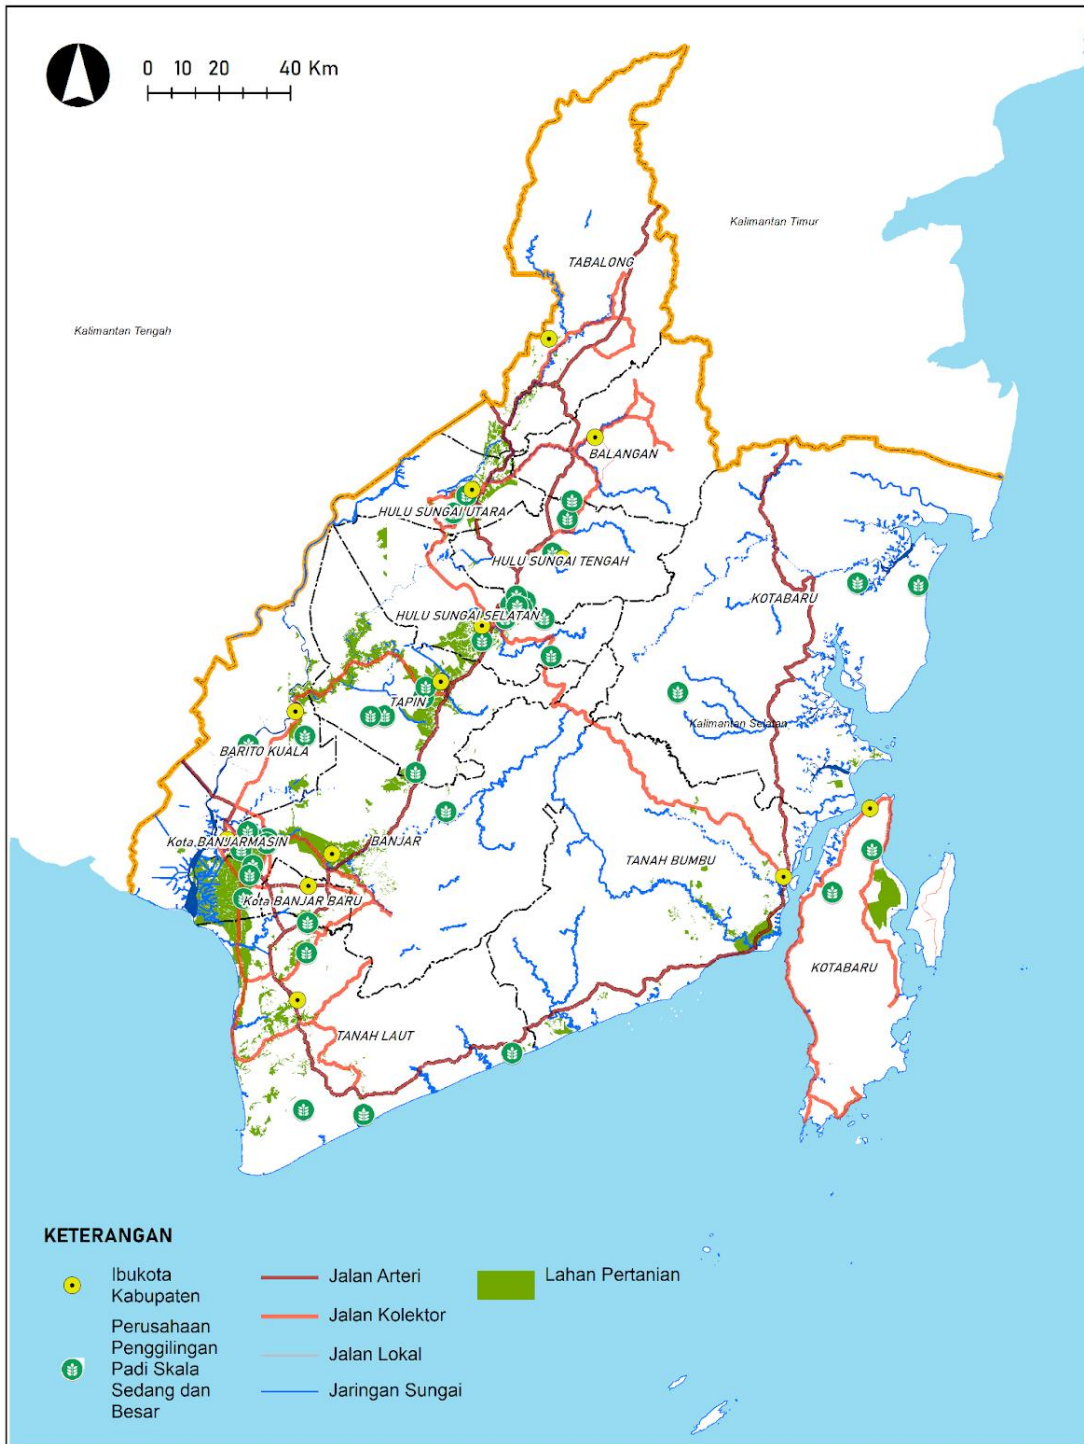 0 10 20 40 Km
Kalimantan Timur
TABALONG
Kalimantan Tengah
BALANGAN
HULU SUNGAI UTARA
HULU SUNGAI TENGAH
KOTABARU
HULU SUNGAI SELATAN
TAPIN
Kalimantan Selatan
BARITO KUALA
Kota BANJARMASIN
BANJAR
TANAH BUMBU
Kota BANJAR BARU
KOTABARU
TANAH LAUT
KETERANGAN
Ibukota
Kabupaten
Perusahaan
Penggilingan
Padi Skala
Sedang dan
Besar
Jalan Arteri
Jalan Kolektor
Jalan Lokal
Jaringan Sungai
Lahan Pertanian